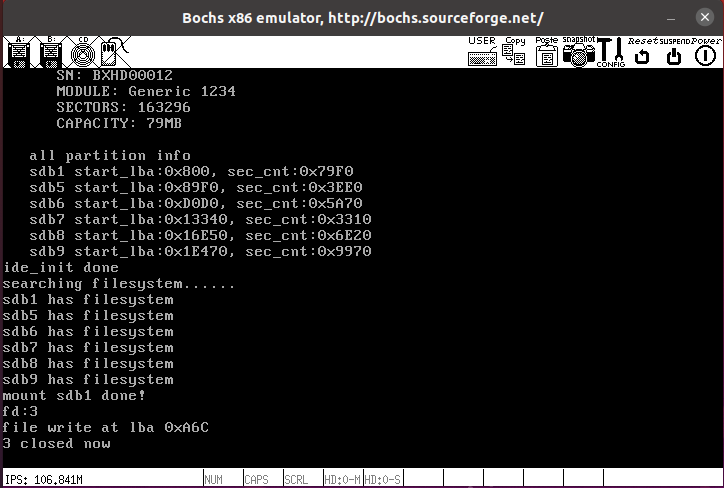 Bochs x86 emulator, http://bochs.sourceforge.net/
A: B: CD USER Copy Paste snapshot CONFIG Reset SUSPEND Power
SN: BXHD00012
MODULE: Generic 1234
SECTORS: 163296
CAPACITY: 79MB
all partition info
sdb1 start_lba:0x800, sec_cnt:0x79F0
sdb5 start_lba:0x89F0, sec_cnt:0x3EE0
sdb6 start_lba:0xD0D0, sec_cnt:0x5A70
sdb7 start_lba:0x13340, sec_cnt:0x3310
sdb8 start_lba:0x16E50, sec_cnt:0x6E20
sdb9 start_lba:0x1E470, sec_cnt:0x9970
ide_init done
searching filesystem......
sdb1 has filesystem
sdb5 has filesystem
sdb6 has filesystem
sdb7 has filesystem
sdb8 has filesystem
sdb9 has filesystem
mount sdb1 done!
fd:3
file write at lba 0xA6C
3 closed now
IPS: 106.841M NUM CAPS SCRL HD:0-M HD:0-S